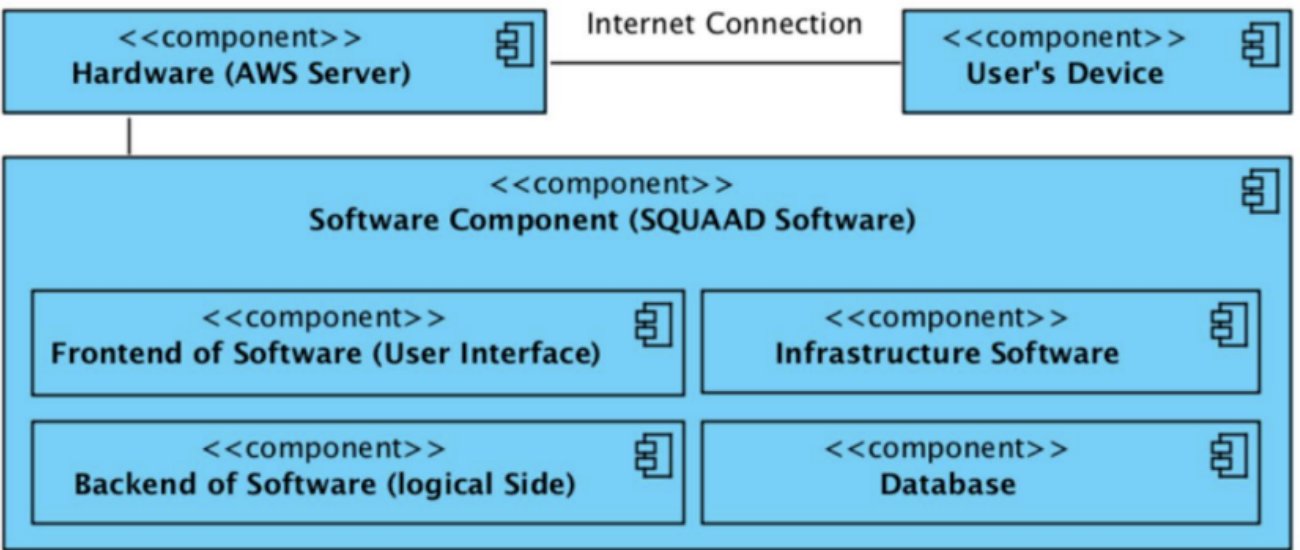 <<component>>
Hardware (AWS Server)
Internet Connection
<<component>>
User's Device
<<component>>
Software Component (SQUAAD Software)
<<component>>
Frontend of Software (User Interface)
<<component>>
Infrastructure Software
<<component>>
Backend of Software (logical Side)
<<component>>
Database